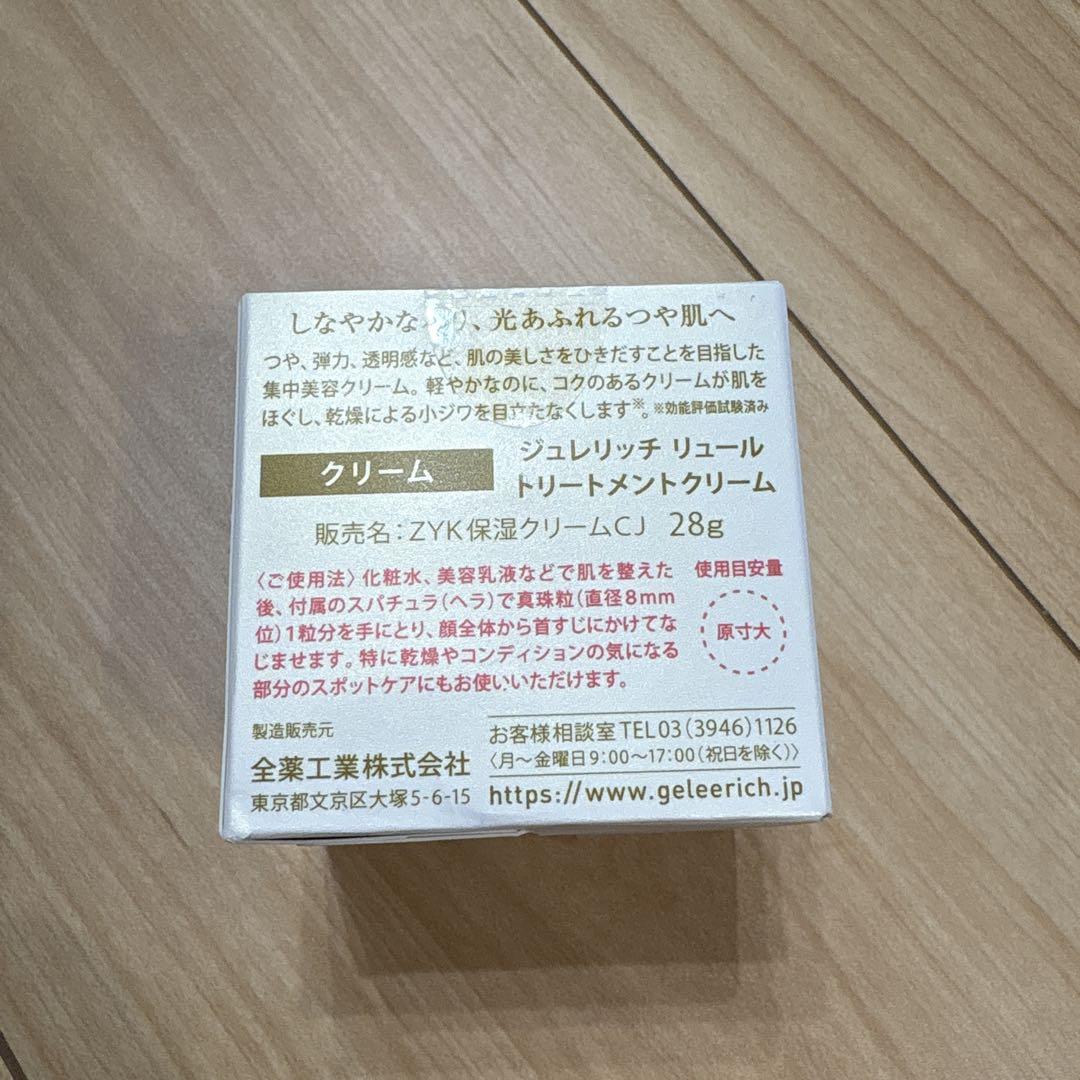 しなやかな 、光あふれるつや肌へ
つや、弾力、透明感など、肌の美しさをひきだすことを目指した
集中美容クリーム。軽やかなのに、コクのあるクリームが肌を
ほぐし、乾燥による小ジワを目立たなくします※。※効能評価試験済み
クリーム
ジュレリッチ リュール
トリートメントクリーム
販売名:ZYK保湿クリームCJ 28g
〈ご使用法〉化粧水、美容乳液などで肌を整えた
後、付属のスパチュラ(ヘラ)で真珠粒(直径8mm
位)1粒分を手にとり、顔全体から首すじにかけてな
じませます。特に乾燥やコンディションの気になる
部分のスポットケアにもお使いいただけます。
使用目安量
原寸大
製造販売元
全薬工業株式会社
東京都文京区大塚5-6-15
お客様相談室 TEL03(3946)1126
〈月〜金曜日9:00〜17:00(祝日を除く)〉
https://www.geleerich.jp